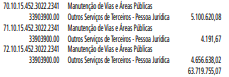 70.10.15.452.3022.2341 Manutenção de Vias e Áreas Públicas
33903900.00 Outros Serviços de Terceiros - Pessoa Jurídica 5.100.620,08
71.10.15.452.3022.2341 Manutenção de Vias e Áreas Públicas
33903900.00 Outros Serviços de Terceiros - Pessoa Jurídica 4.191,67
72.10.15.452.3022.2341 Manutenção de Vias e Áreas Públicas
33903900.00 Outros Serviços de Terceiros - Pessoa Jurídica 4.656.638,02
63.719.755,07